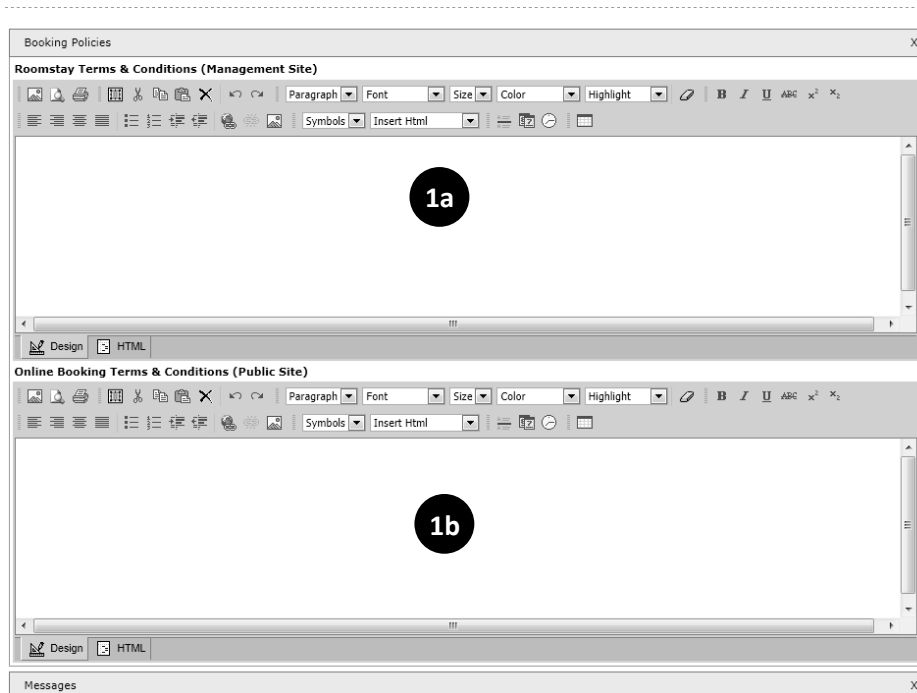 Booking Policies X
Roomstay Terms & Conditions (Management Site)
Paragraph Font Size Color Highlight B I U ABC x² x₂
Symbols Insert Html
1a
Design HTML
Online Booking Terms & Conditions (Public Site)
Paragraph Font Size Color Highlight B I U ABC x² x₂
Symbols Insert Html
1b
Design HTML
Messages X